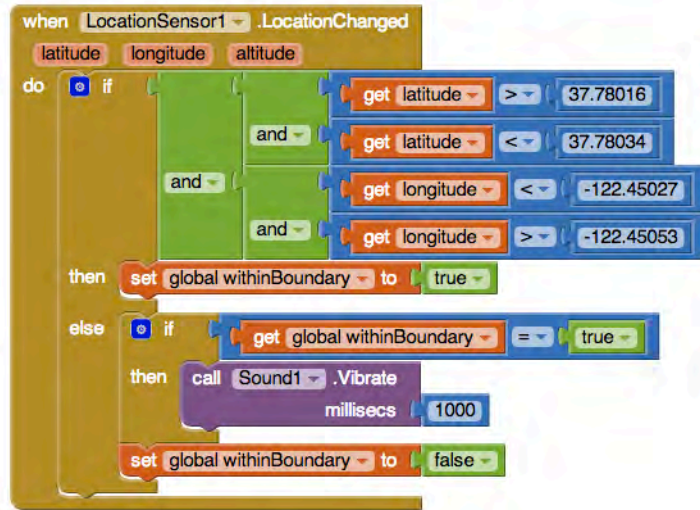 when LocationSensor1 .LocationChanged
latitude longitude altitude
do if get latitude > 37.78016
and get latitude < 37.78034
and get longitude < -122.45027
and get longitude > -122.45053
then set global withinBoundary to true
else if get global withinBoundary = true
then call Sound1 .Vibrate
millisecs 1000
set global withinBoundary to false